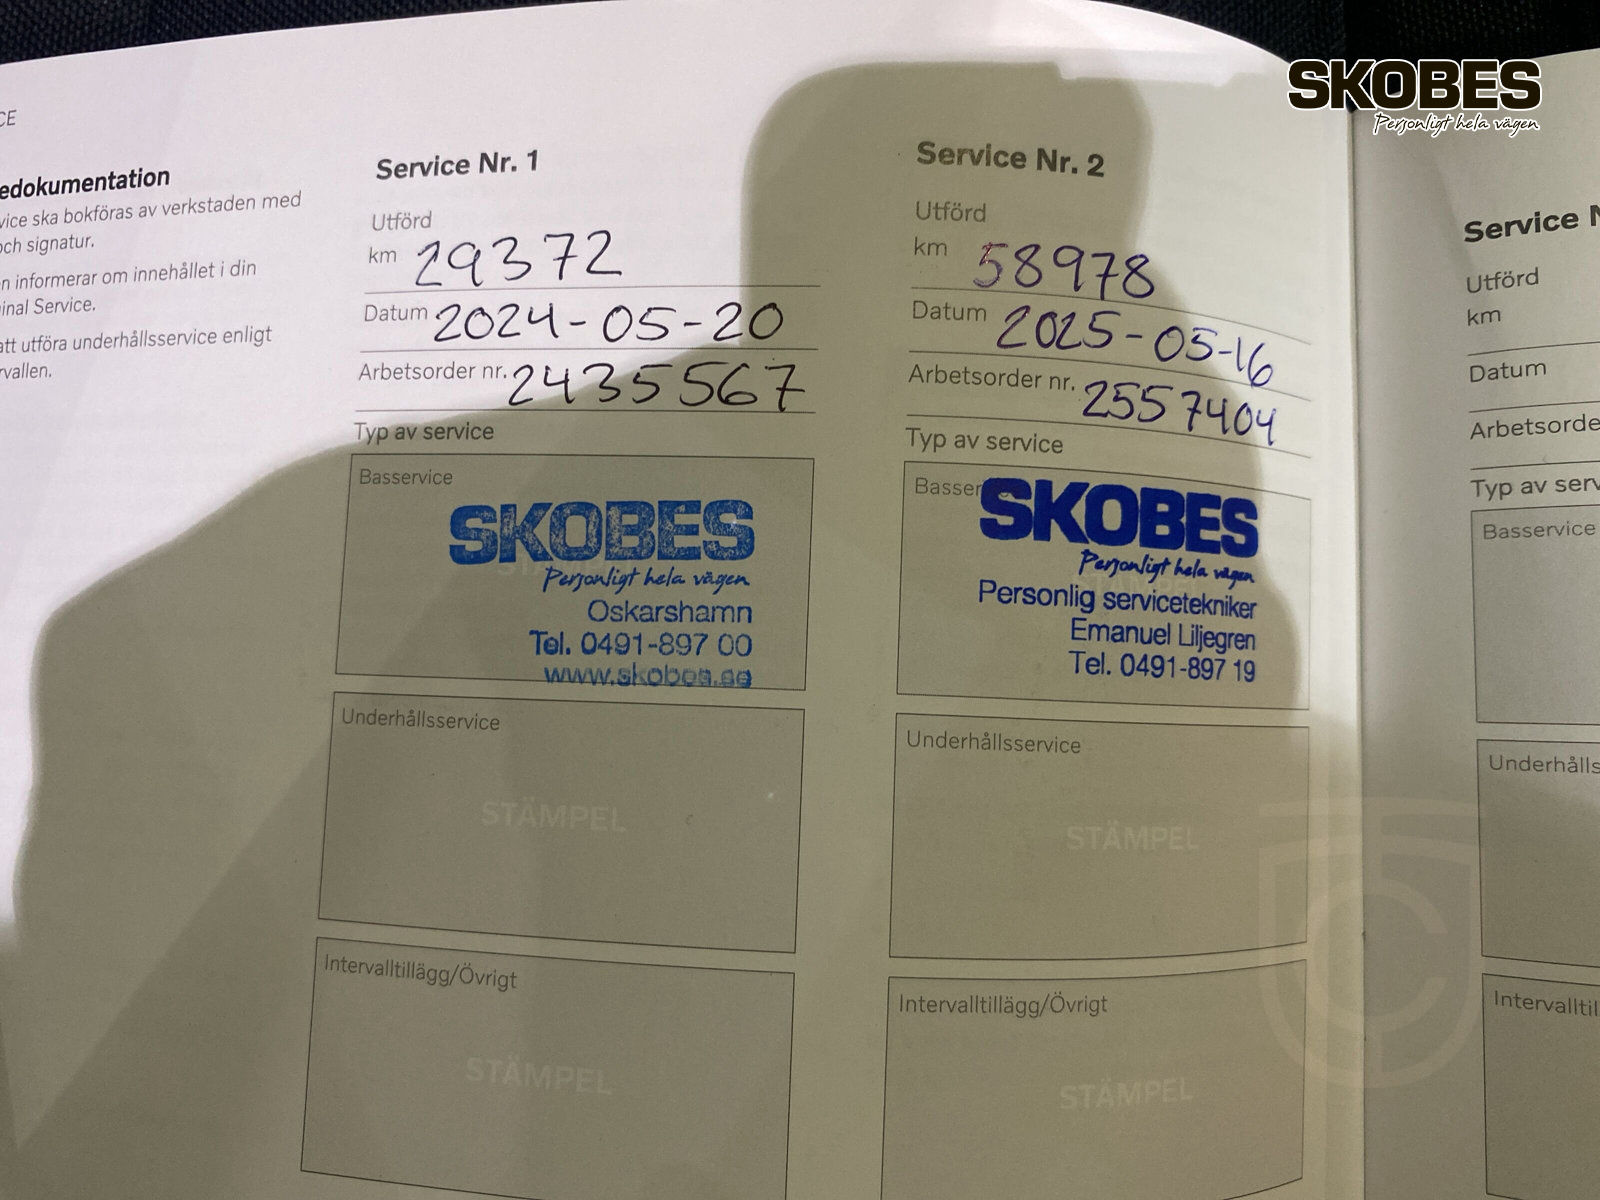 SKOBES
Personligt hela vägen
CE
edokumentation
vice ska bokföras av verkstaden med
och signatur.
n informerar om innehållet i din
inal Service.
att utföra underhållsservice enligt
rvallen.
Service Nr. 1
Utförd
km 29372
Datum 2024-05-20
Arbetsorder nr. 2435567
Typ av service
Basservice
SKOBES
Personligt hela vägen
Oskarshamn
Tel. 0491-897 00
www.skobes.se
Underhållsservice
STÄMPEL
Intervalltillägg/Övrigt
STÄMPEL
Service Nr. 2
Utförd
km 58978
Datum 2025-05-16
Arbetsorder nr. 2557404
Typ av service
Basser
SKOBES
Personligt hela vägen
Personlig servicetekniker
Emanuel Liljegren
Tel. 0491-897 19
Underhållsservice
STÄMPEL
Intervalltillägg/Övrigt
STÄMPEL
Service N
Utförd
km
Datum
Arbetsorde
Typ av serv
Basservice
Underhålls
Intervalltil